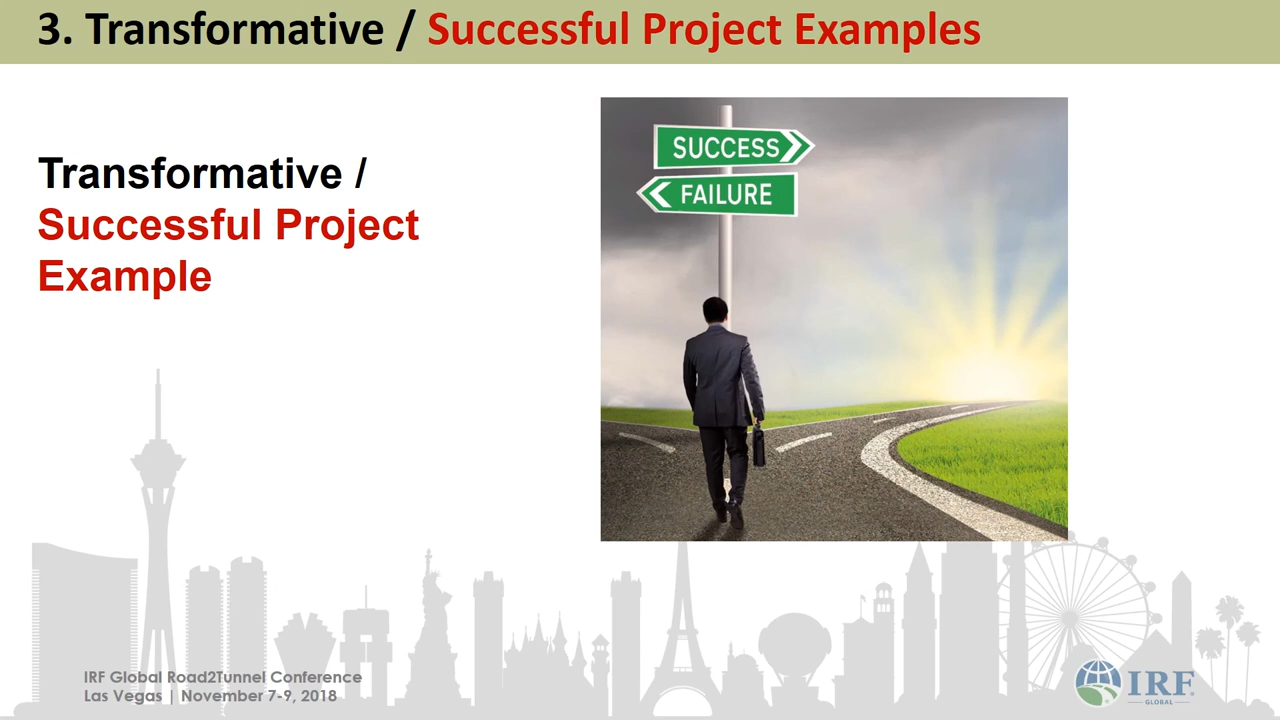 3. Transformative / Successful Project Examples
Transformative /
Successful Project
Example
SUCCESS
FAILURE
IRF Global Road2Tunnel Conference
Las Vegas | November 7-9, 2018
IRF®
GLOBAL